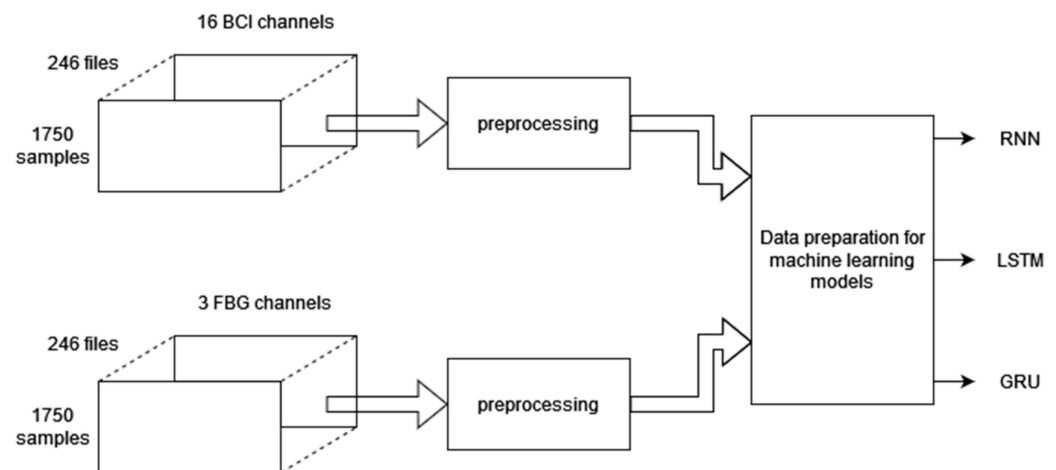 16 BCI channels
246 files
1750
samples
preprocessing
3 FBG channels
246 files
1750
samples
preprocessing
Data preparation for
machine learning
models
RNN
LSTM
GRU